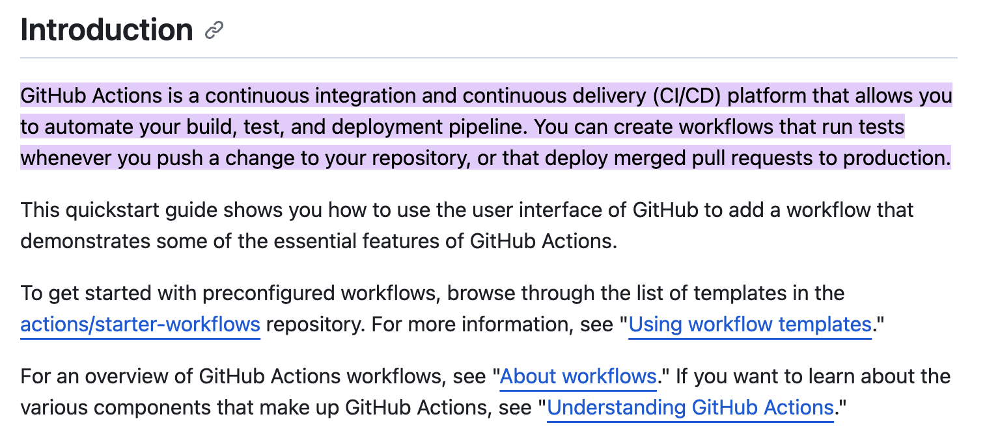 Introduction
GitHub Actions is a continuous integration and continuous delivery (CI/CD) platform that allows you
to automate your build, test, and deployment pipeline. You can create workflows that run tests
whenever you push a change to your repository, or that deploy merged pull requests to production.
This quickstart guide shows you how to use the user interface of GitHub to add a workflow that
demonstrates some of the essential features of GitHub Actions.
To get started with preconfigured workflows, browse through the list of templates in the
actions/starter-workflows repository. For more information, see "Using workflow templates."
For an overview of GitHub Actions workflows, see "About workflows." If you want to learn about the
various components that make up GitHub Actions, see "Understanding GitHub Actions."